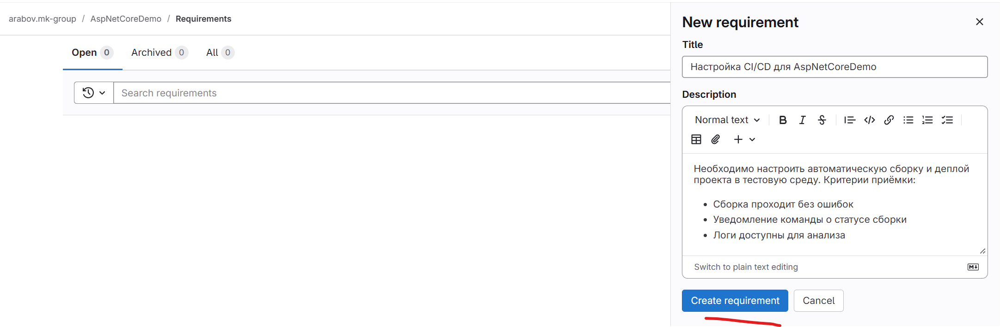 arabov.mk-group / AspNetCoreDemo / Requirements
Open 0 Archived 0 All 0
Search requirements
New requirement
Title
Настройка CI/CD для AspNetCoreDemo
Description
Normal text B I S
Необходимо настроить автоматическую сборку и деплой
проекта в тестовую среду. Критерии приёмки:
• Сборка проходит без ошибок
• Уведомление команды о статусе сборки
• Логи доступны для анализа
Switch to plain text editing
Create requirement Cancel